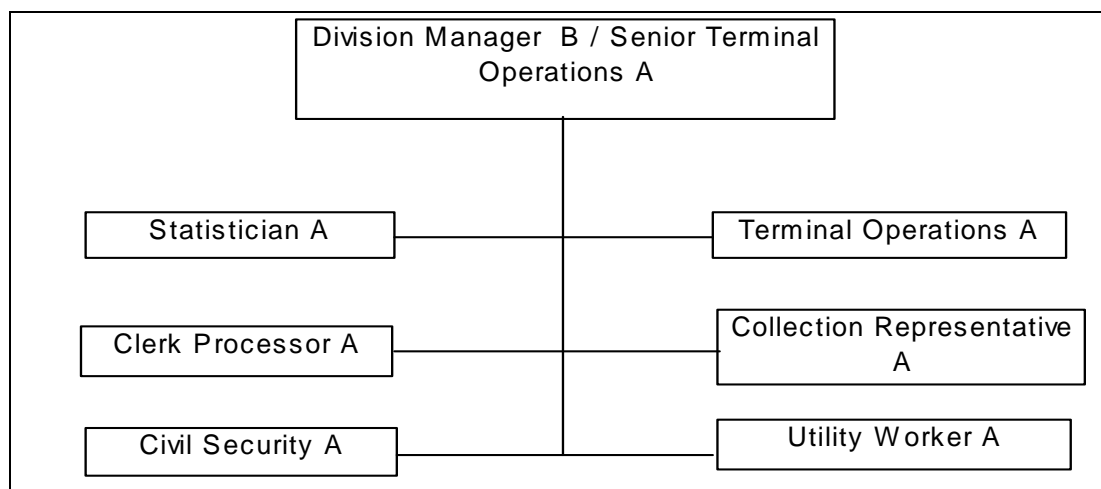 Division Manager B / Senior Terminal
Operations A
Statistician A
Terminal Operations A
Clerk Processor A
Collection Representative
A
Civil Security A
Utility Worker A